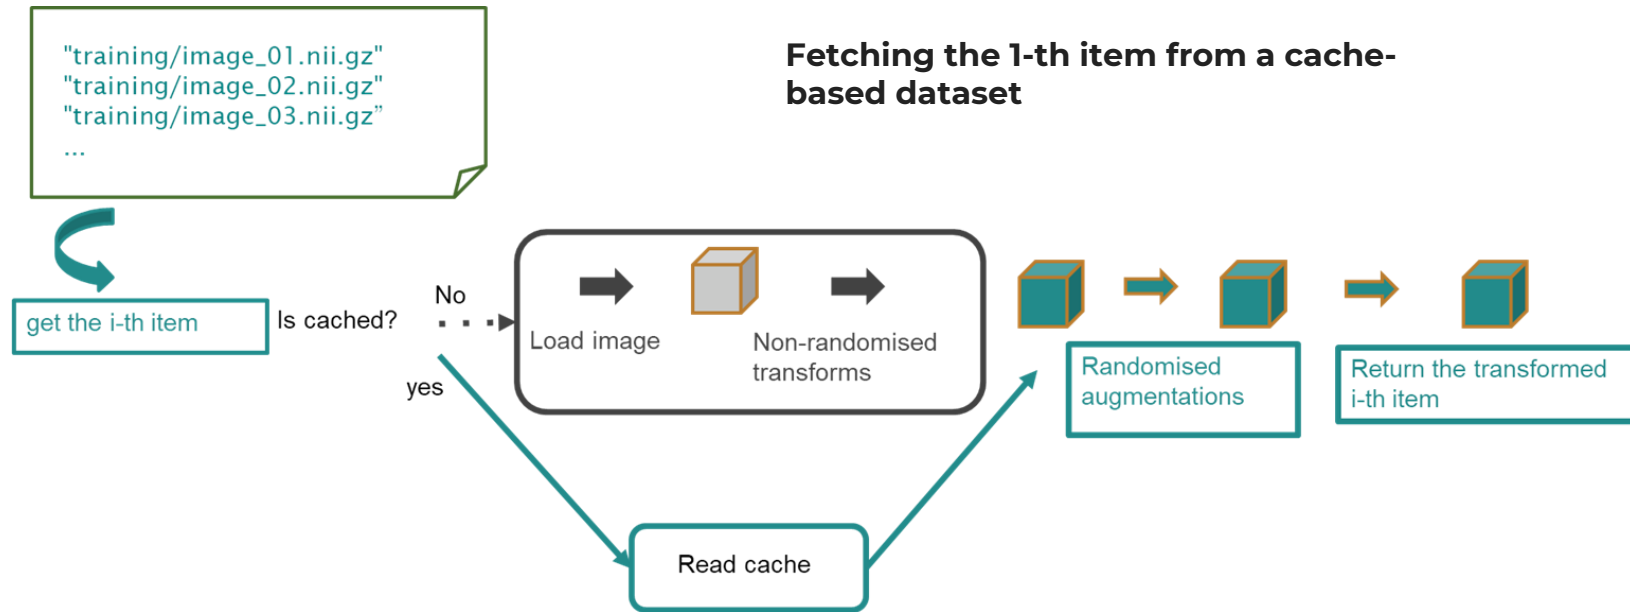 "training/image_01.nii.gz"
"training/image_02.nii.gz"
"training/image_03.nii.gz”
...
Fetching the 1-th item from a cache-
based dataset
get the i-th item
Is cached?
No
yes
Load image
Non-randomised
transforms
Randomised
augmentations
Return the transformed
i-th item
Read cache